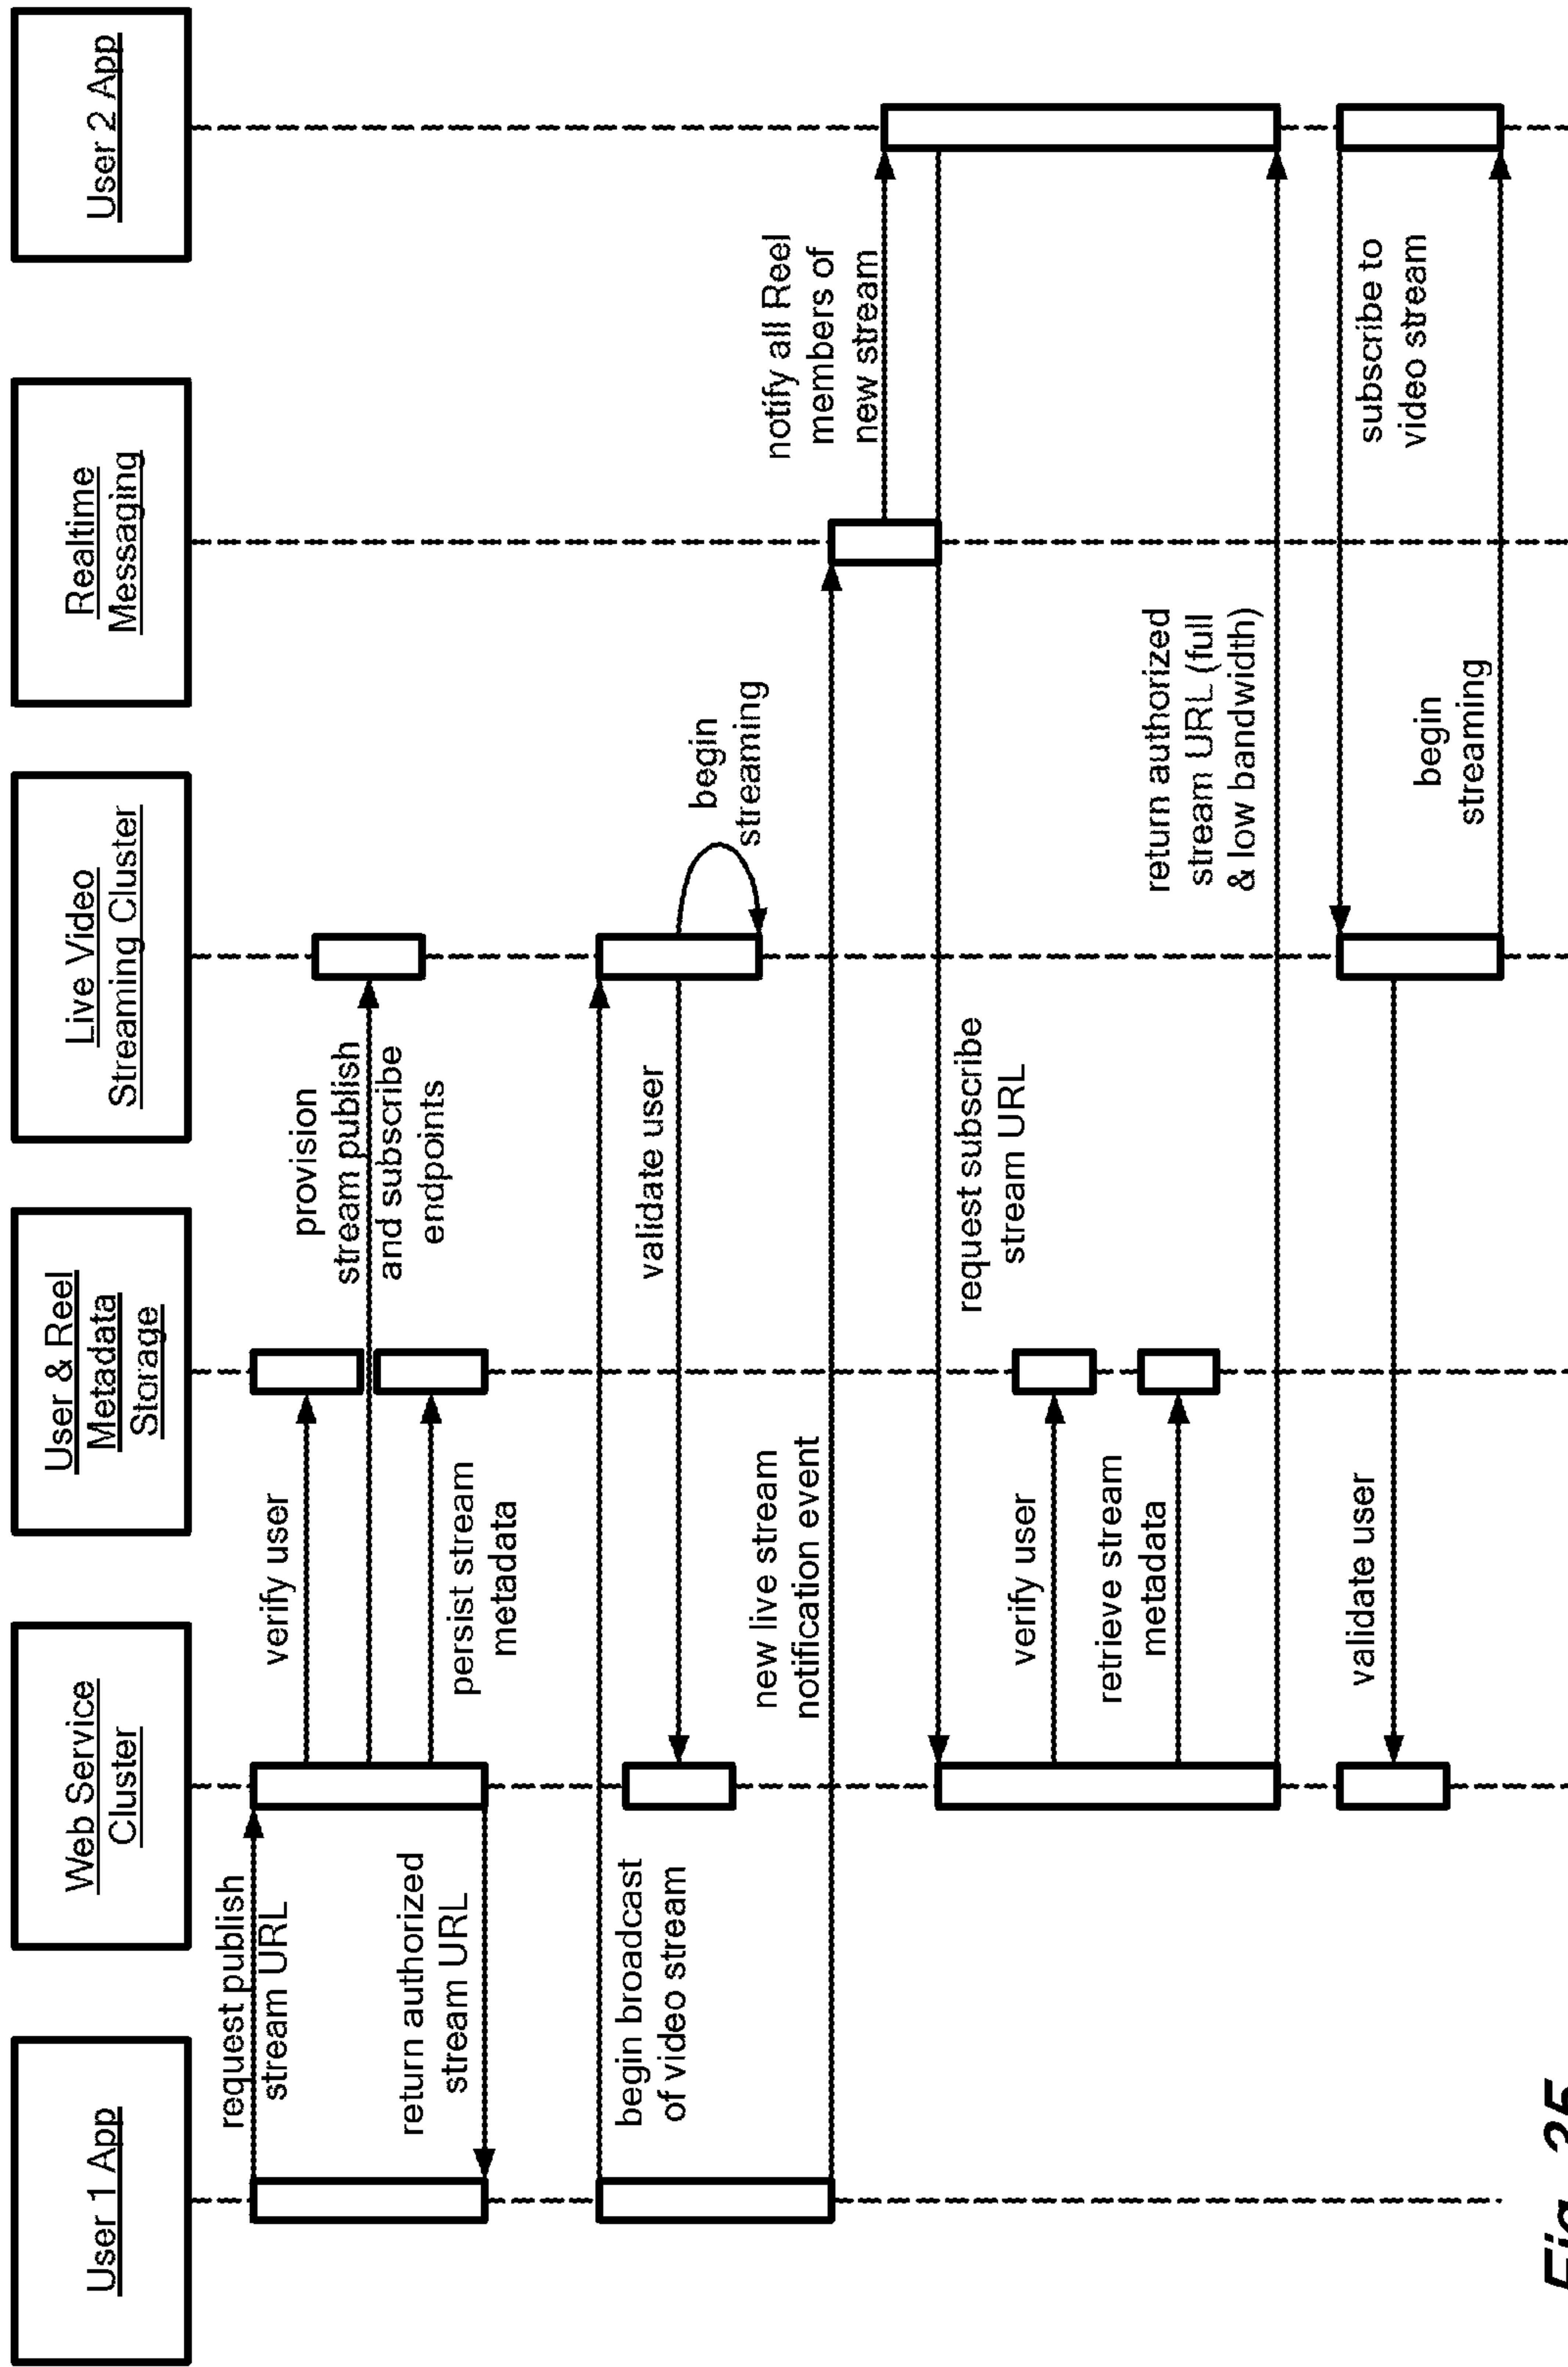 User 1 App
Web Service
Cluster
User & Reel
Metadata
Storage
Live Video
Streaming Cluster
Realtime
Messaging
User 2 App
request publish
stream URL
verify user
provision
stream publish
and subscribe
endpoints
persist stream
metadata
return authorized
stream URL
begin broadcast
of video stream
validate user
begin
streaming
new live stream
notification event
notify all Reel
members of
new stream
request subscribe
stream URL
verify user
retrieve stream
metadata
return authorized
stream URL (full
& low bandwidth)
subscribe to
video stream
validate user
begin
streaming